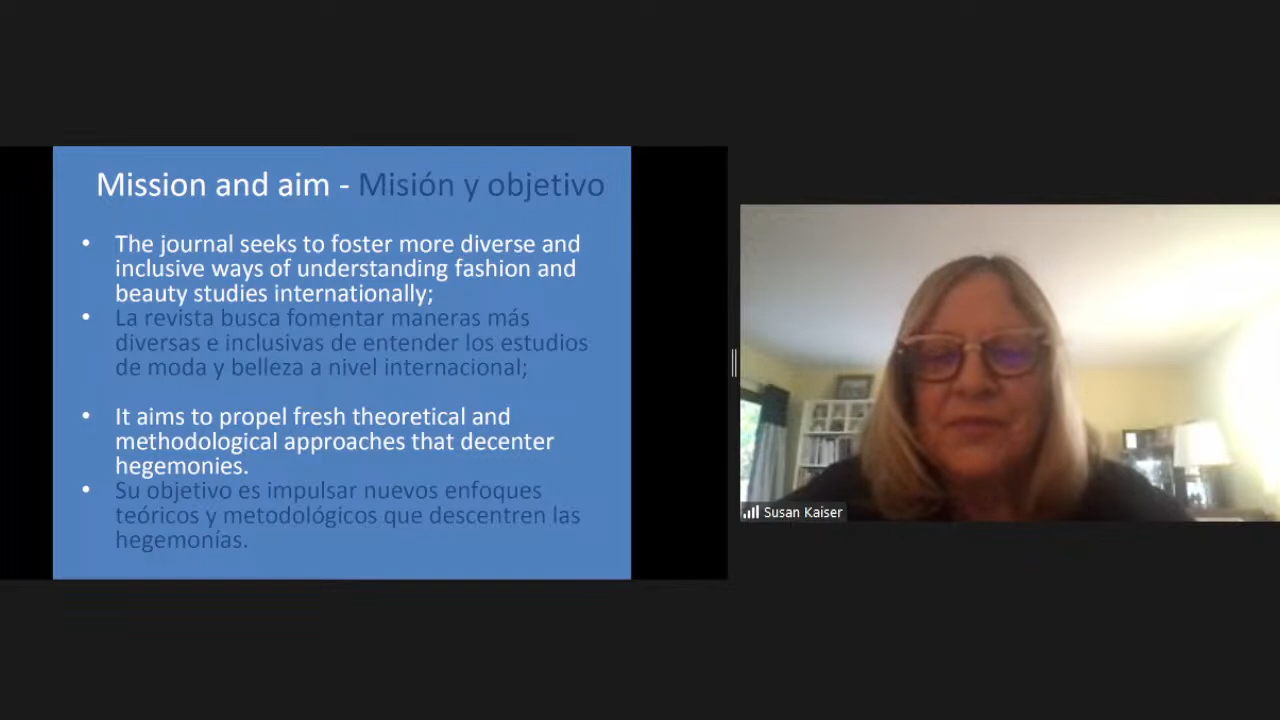 Mission and aim - Misión y objetivo
• The journal seeks to foster more diverse and
inclusive ways of understanding fashion and
beauty studies internationally;
• La revista busca fomentar maneras más
diversas e inclusivas de entender los estudios
de moda y belleza a nivel internacional;
• It aims to propel fresh theoretical and
methodological approaches that decenter
hegemonies.
• Su objetivo es impulsar nuevos enfoques
teóricos y metodológicos que descentren las
hegemonías.
Susan Kaiser